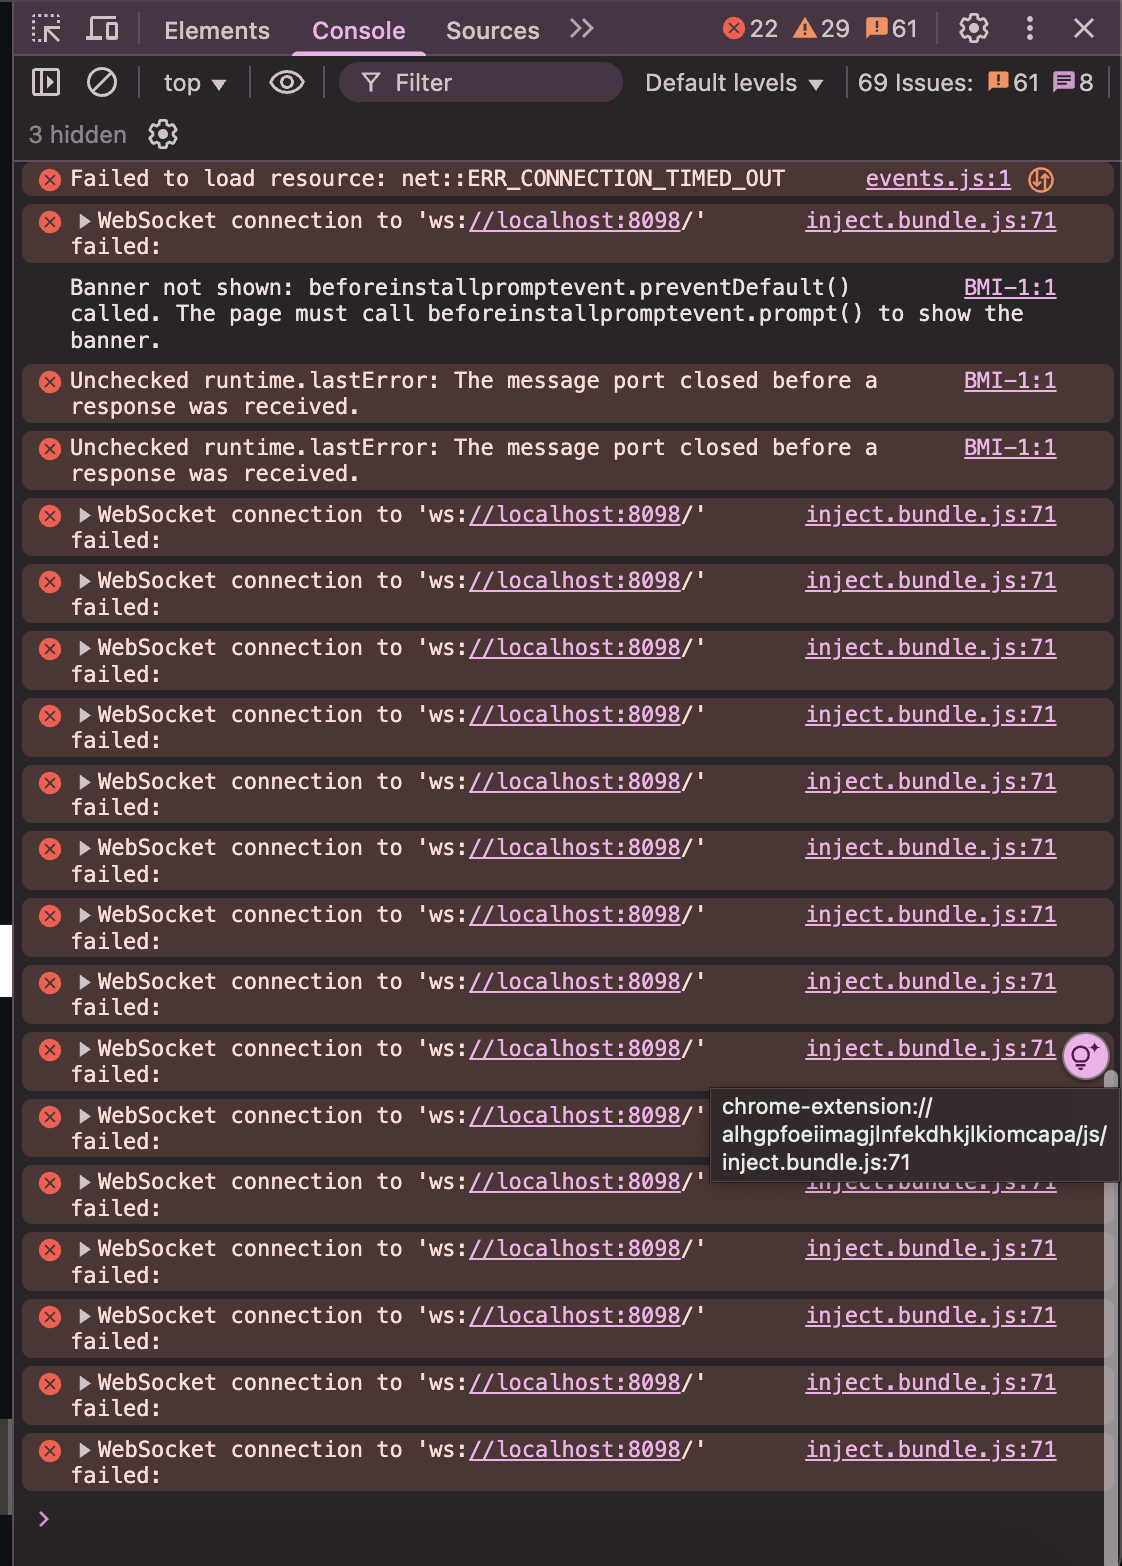 Elements Console Sources 22 29 61
top Filter Default levels 69 Issues: 61 8
3 hidden
Failed to load resource: net::ERR_CONNECTION_TIMED_OUT events.js:1
WebSocket connection to 'ws://localhost:8098/' inject.bundle.js:71
failed:
Banner not shown: beforeinstallpromptevent.preventDefault() BMI-1:1
called. The page must call beforeinstallpromptevent.prompt() to show the
banner.
Unchecked runtime.lastError: The message port closed before a BMI-1:1
response was received.
Unchecked runtime.lastError: The message port closed before a BMI-1:1
response was received.
WebSocket connection to 'ws://localhost:8098/' inject.bundle.js:71
failed:
WebSocket connection to 'ws://localhost:8098/' inject.bundle.js:71
failed:
WebSocket connection to 'ws://localhost:8098/' inject.bundle.js:71
failed:
WebSocket connection to 'ws://localhost:8098/' inject.bundle.js:71
failed:
WebSocket connection to 'ws://localhost:8098/' inject.bundle.js:71
failed:
WebSocket connection to 'ws://localhost:8098/' inject.bundle.js:71
failed:
WebSocket connection to 'ws://localhost:8098/' inject.bundle.js:71
failed:
WebSocket connection to 'ws://localhost:8098/' inject.bundle.js:71
failed:
WebSocket connection to 'ws://localhost:8098/' inject.bundle.js:71
failed:
WebSocket connection to 'ws://localhost:8098/'
failed:
chrome-extension://
alhgpfoeiimagjlnfekdhkjlkiomcapa/js/
inject.bundle.js:71
WebSocket connection to 'ws://localhost:8098/' inject.bundle.js:71
failed:
WebSocket connection to 'ws://localhost:8098/' inject.bundle.js:71
failed:
WebSocket connection to 'ws://localhost:8098/' inject.bundle.js:71
failed:
WebSocket connection to 'ws://localhost:8098/' inject.bundle.js:71
failed:
WebSocket connection to 'ws://localhost:8098/' inject.bundle.js:71
failed: